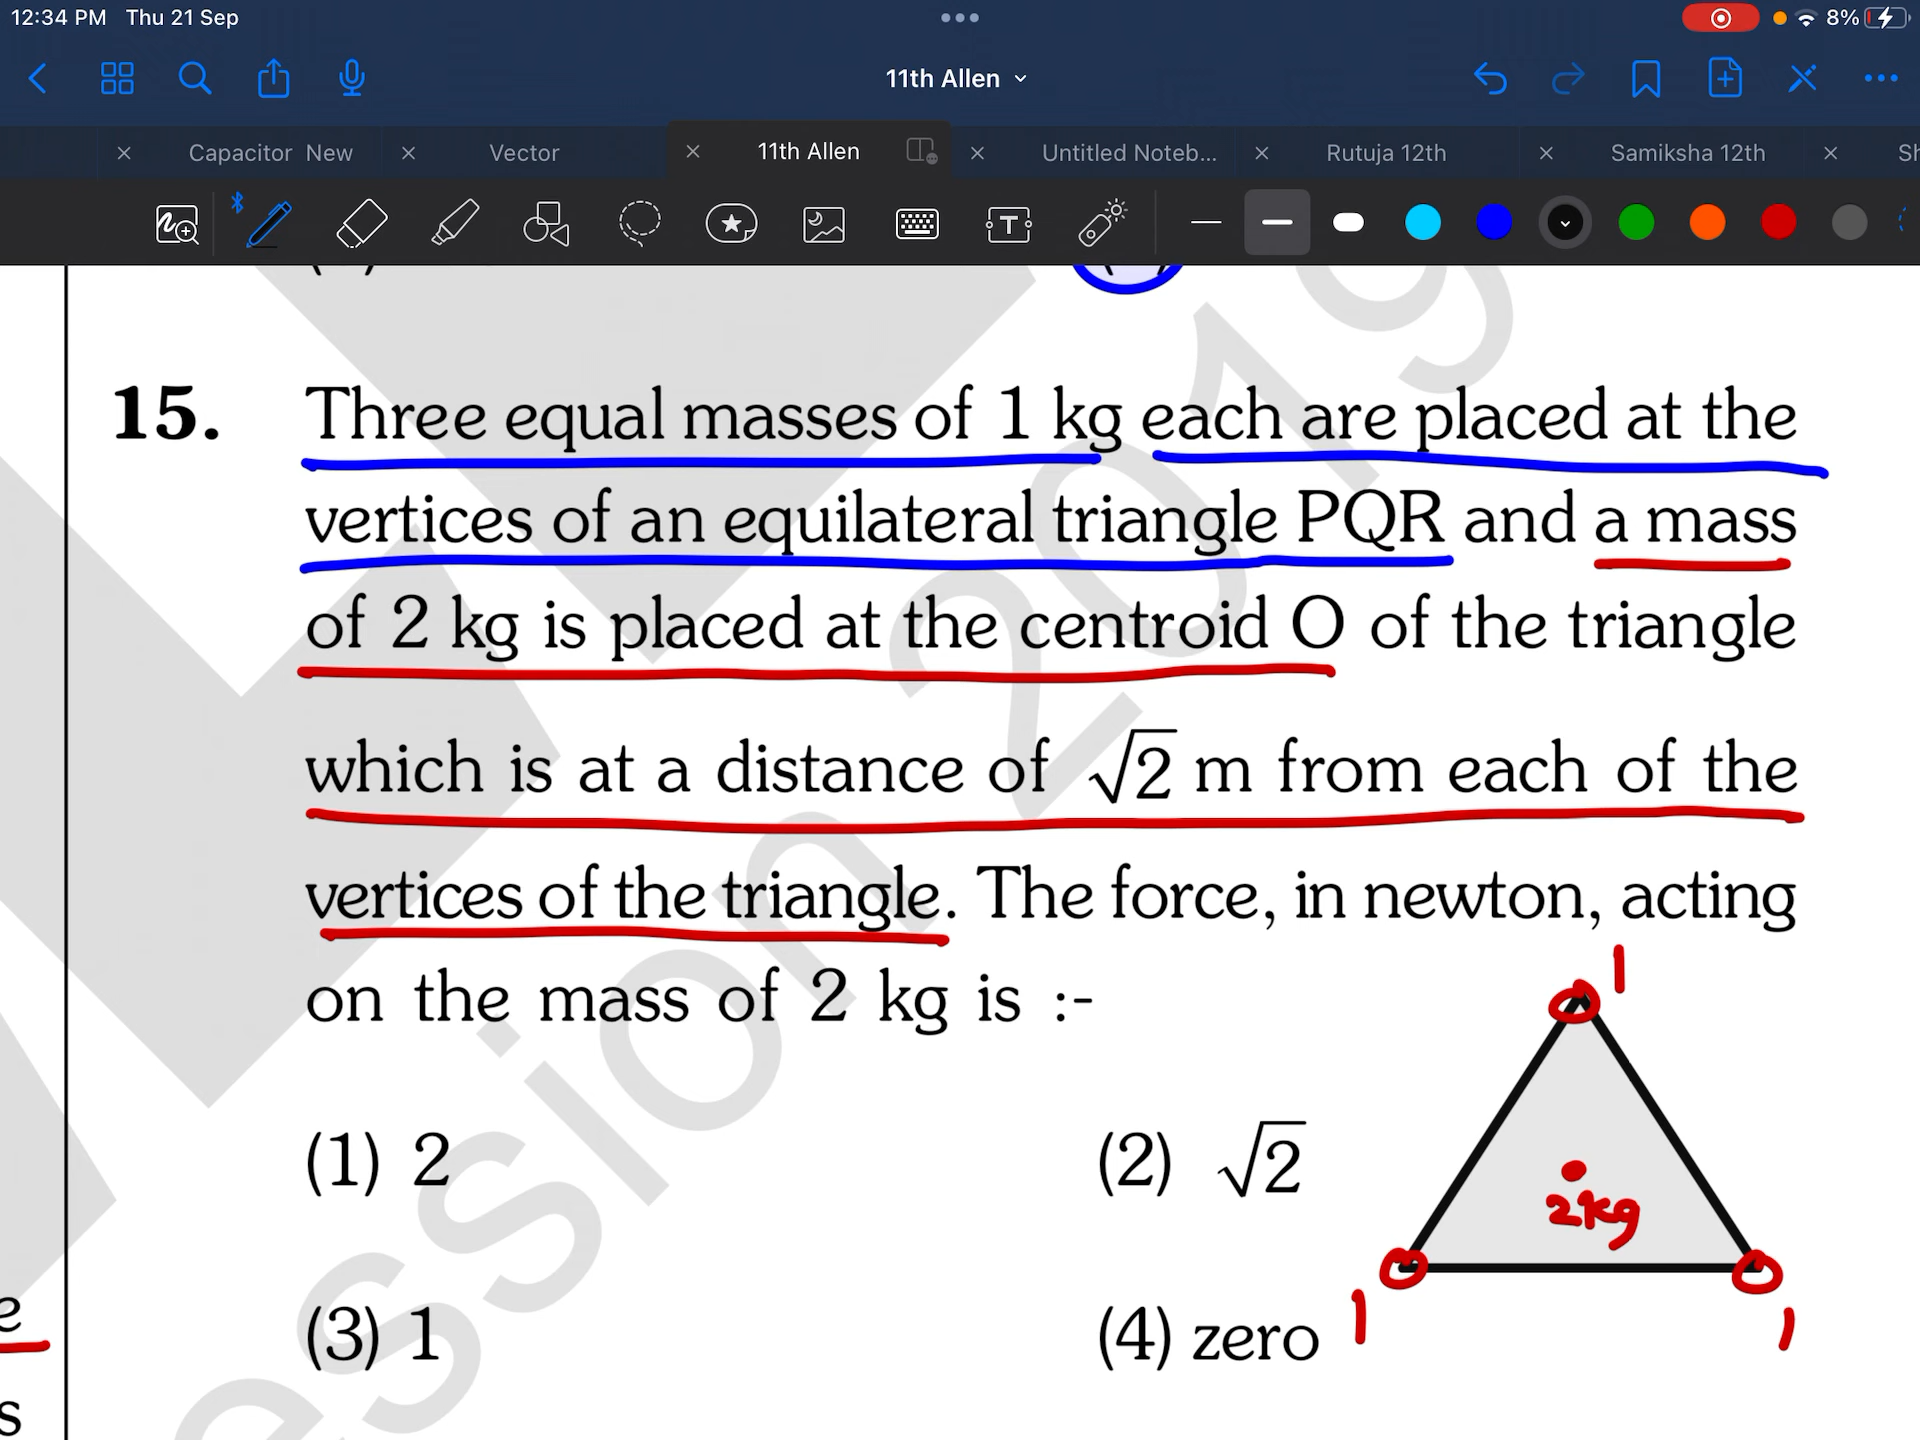 12:34 PM Thu 21 Sep
8%
11th Allen
Capacitor New
Vector
11th Allen
Untitled Noteb...
Rutuja 12th
Samiksha 12th
Sh
T
2019
15. Three equal masses of 1 kg each are placed at the
vertices of an equilateral triangle PQR and a mass
of 2 kg is placed at the centroid O of the triangle
which is at a distance of √2 m from each of the
vertices of the triangle. The force, in newton, acting
on the mass of 2 kg is :-
1
(1) 2
(2) √2
2kg
(3) 1
(4) zero
1
1
e
s
ession